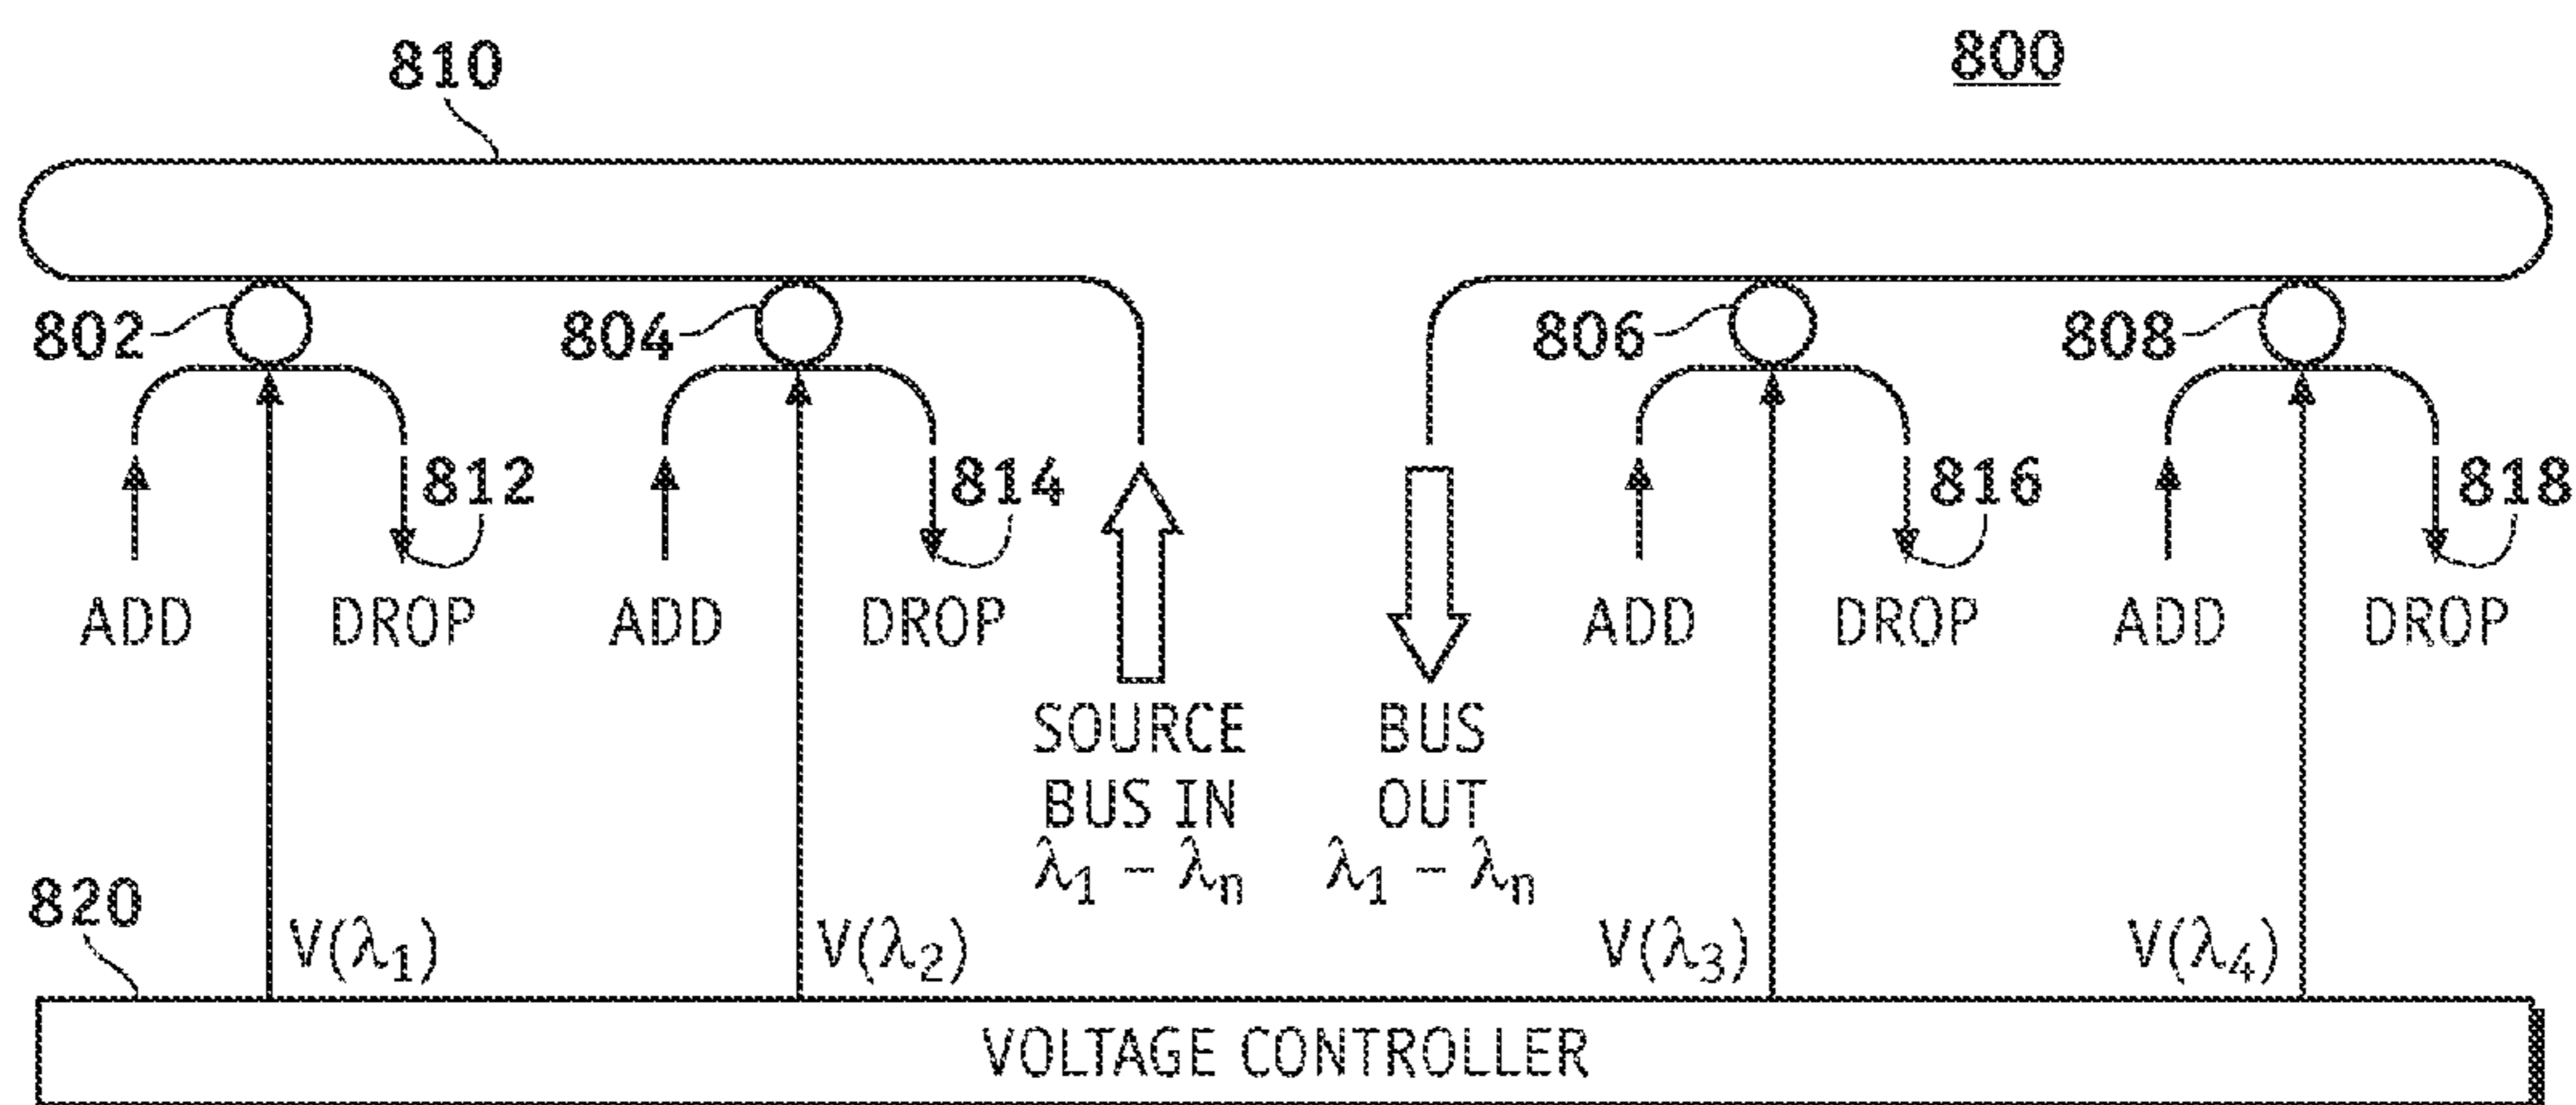 810
800
802
804
806
808
812
814
816
818
ADD
DROP
ADD
DROP
ADD
DROP
ADD
DROP
SOURCE
BUS IN
λ1 – λn
BUS
OUT
λ1 – λn
820
V(λ1)
V(λ2)
V(λ3)
V(λ4)
VOLTAGE CONTROLLER